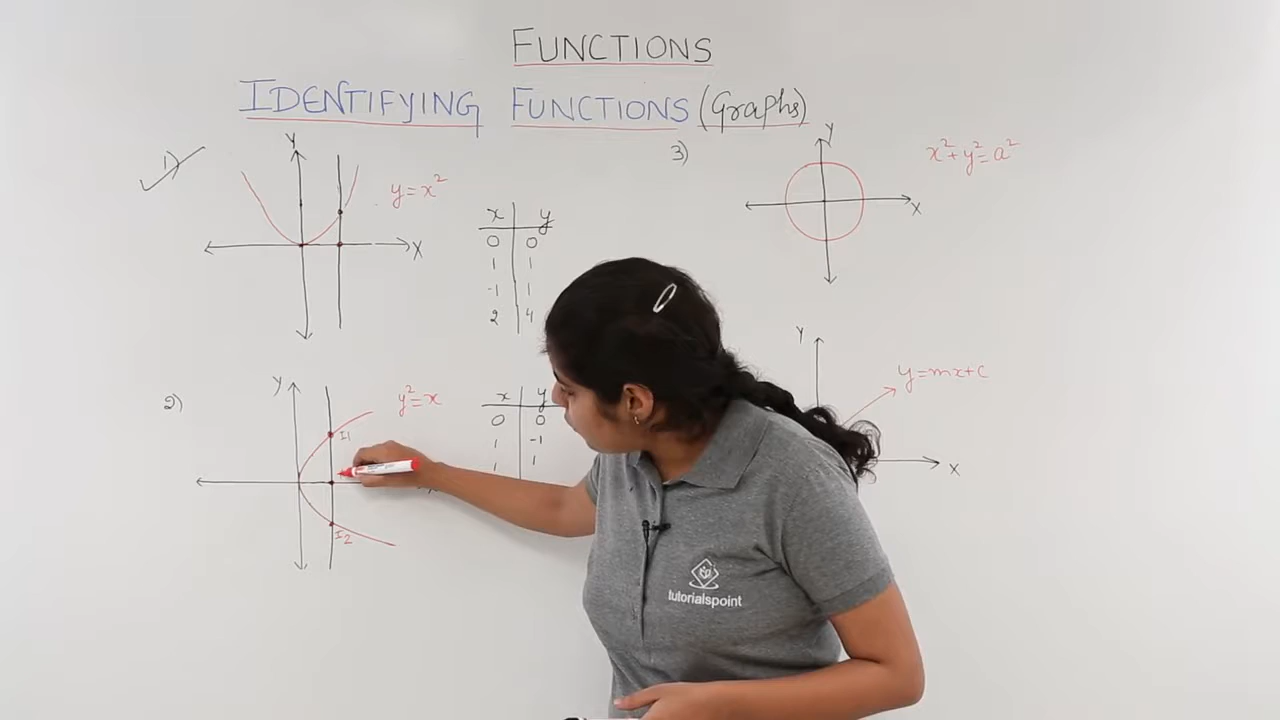 FUNCTIONS
IDENTIFYING FUNCTIONS (Graphs)
1)
Y
X
y = x²
x y
0 0
1 1
-1 1
2 4
2)
Y
y² = x
I1
I2
x y
0 0
1 -1
1 1
3)
Y
X
x² + y² = a²
Y
X
y = mx + c
tutorialspoint